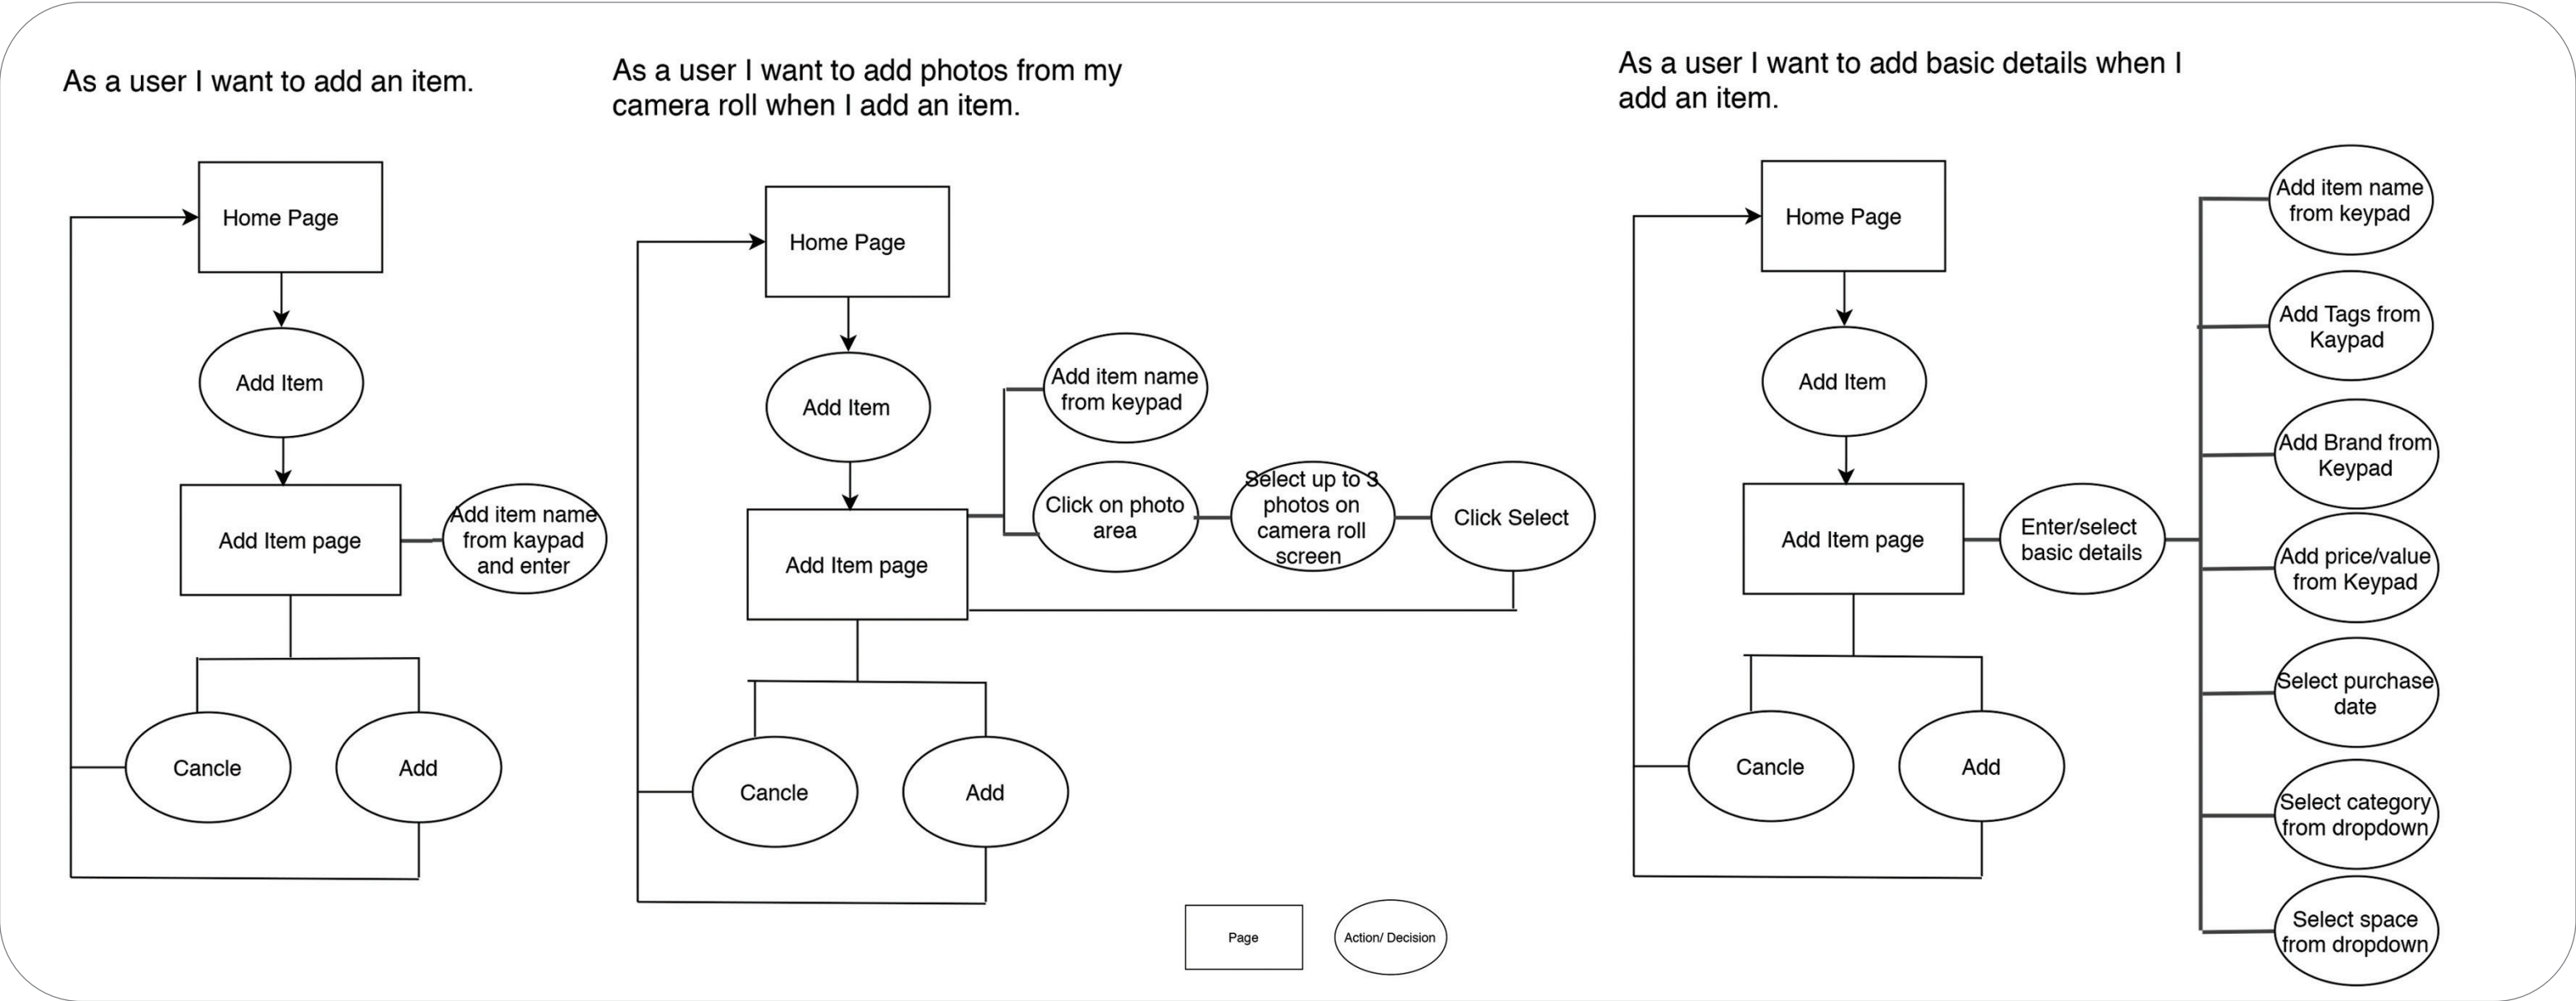 As a user I want to add an item.
Home Page
Add Item
Add Item page
Add item name
from kaypad
and enter
Cancle
Add
As a user I want to add photos from my
camera roll when I add an item.
Home Page
Add Item
Add item name
from keypad
Click on photo
area
Select up to 3
photos on
camera roll
screen
Click Select
Add Item page
Cancle
Add
Page
Action/ Decision
As a user I want to add basic details when I
add an item.
Home Page
Add Item
Add Item page
Enter/select
basic details
Cancle
Add
Add item name
from keypad
Add Tags from
Kaypad
Add Brand from
Keypad
Add price/value
from Keypad
Select purchase
date
Select category
from dropdown
Select space
from dropdown